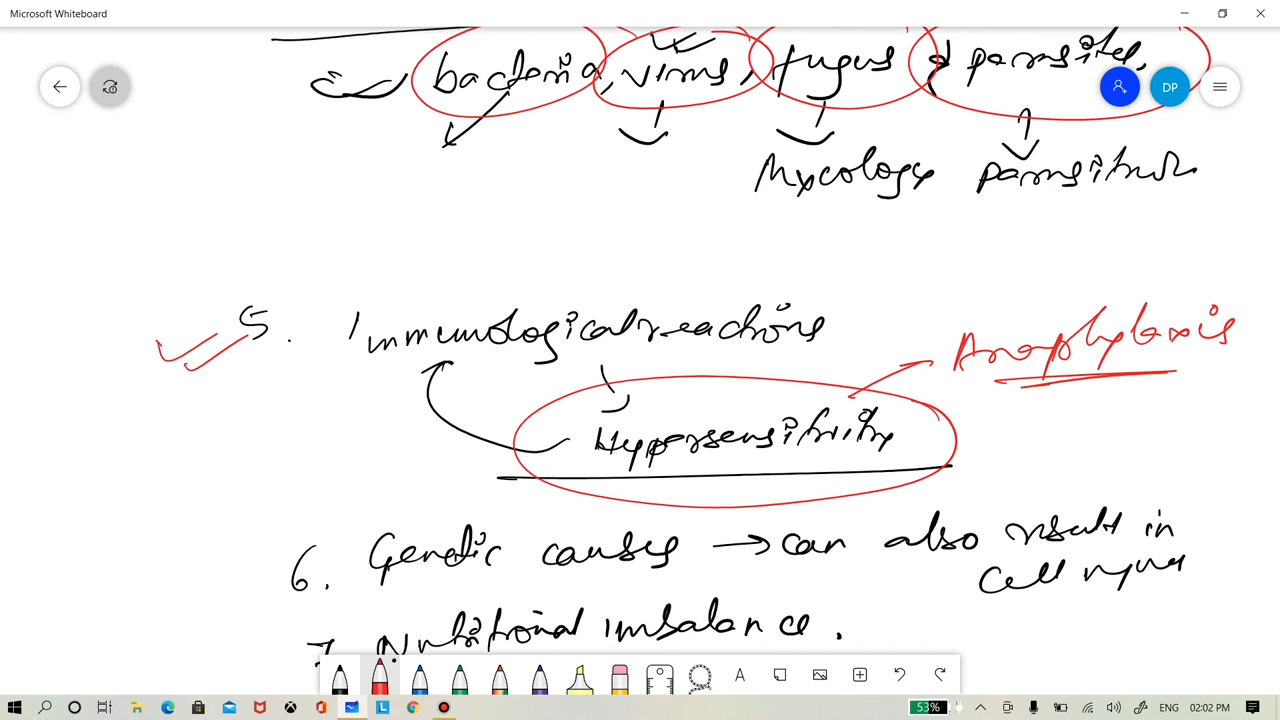 Microsoft Whiteboard
bacteria, virus, fugus & parasites,
DP
Mycology parasit
5. Immunological reactions
Anaphylaxis
Hypersensitivity
6. Genetic causes → can also result in
cell injury
7. Nutritional imbalance.
A
53%
ENG 02:02 PM